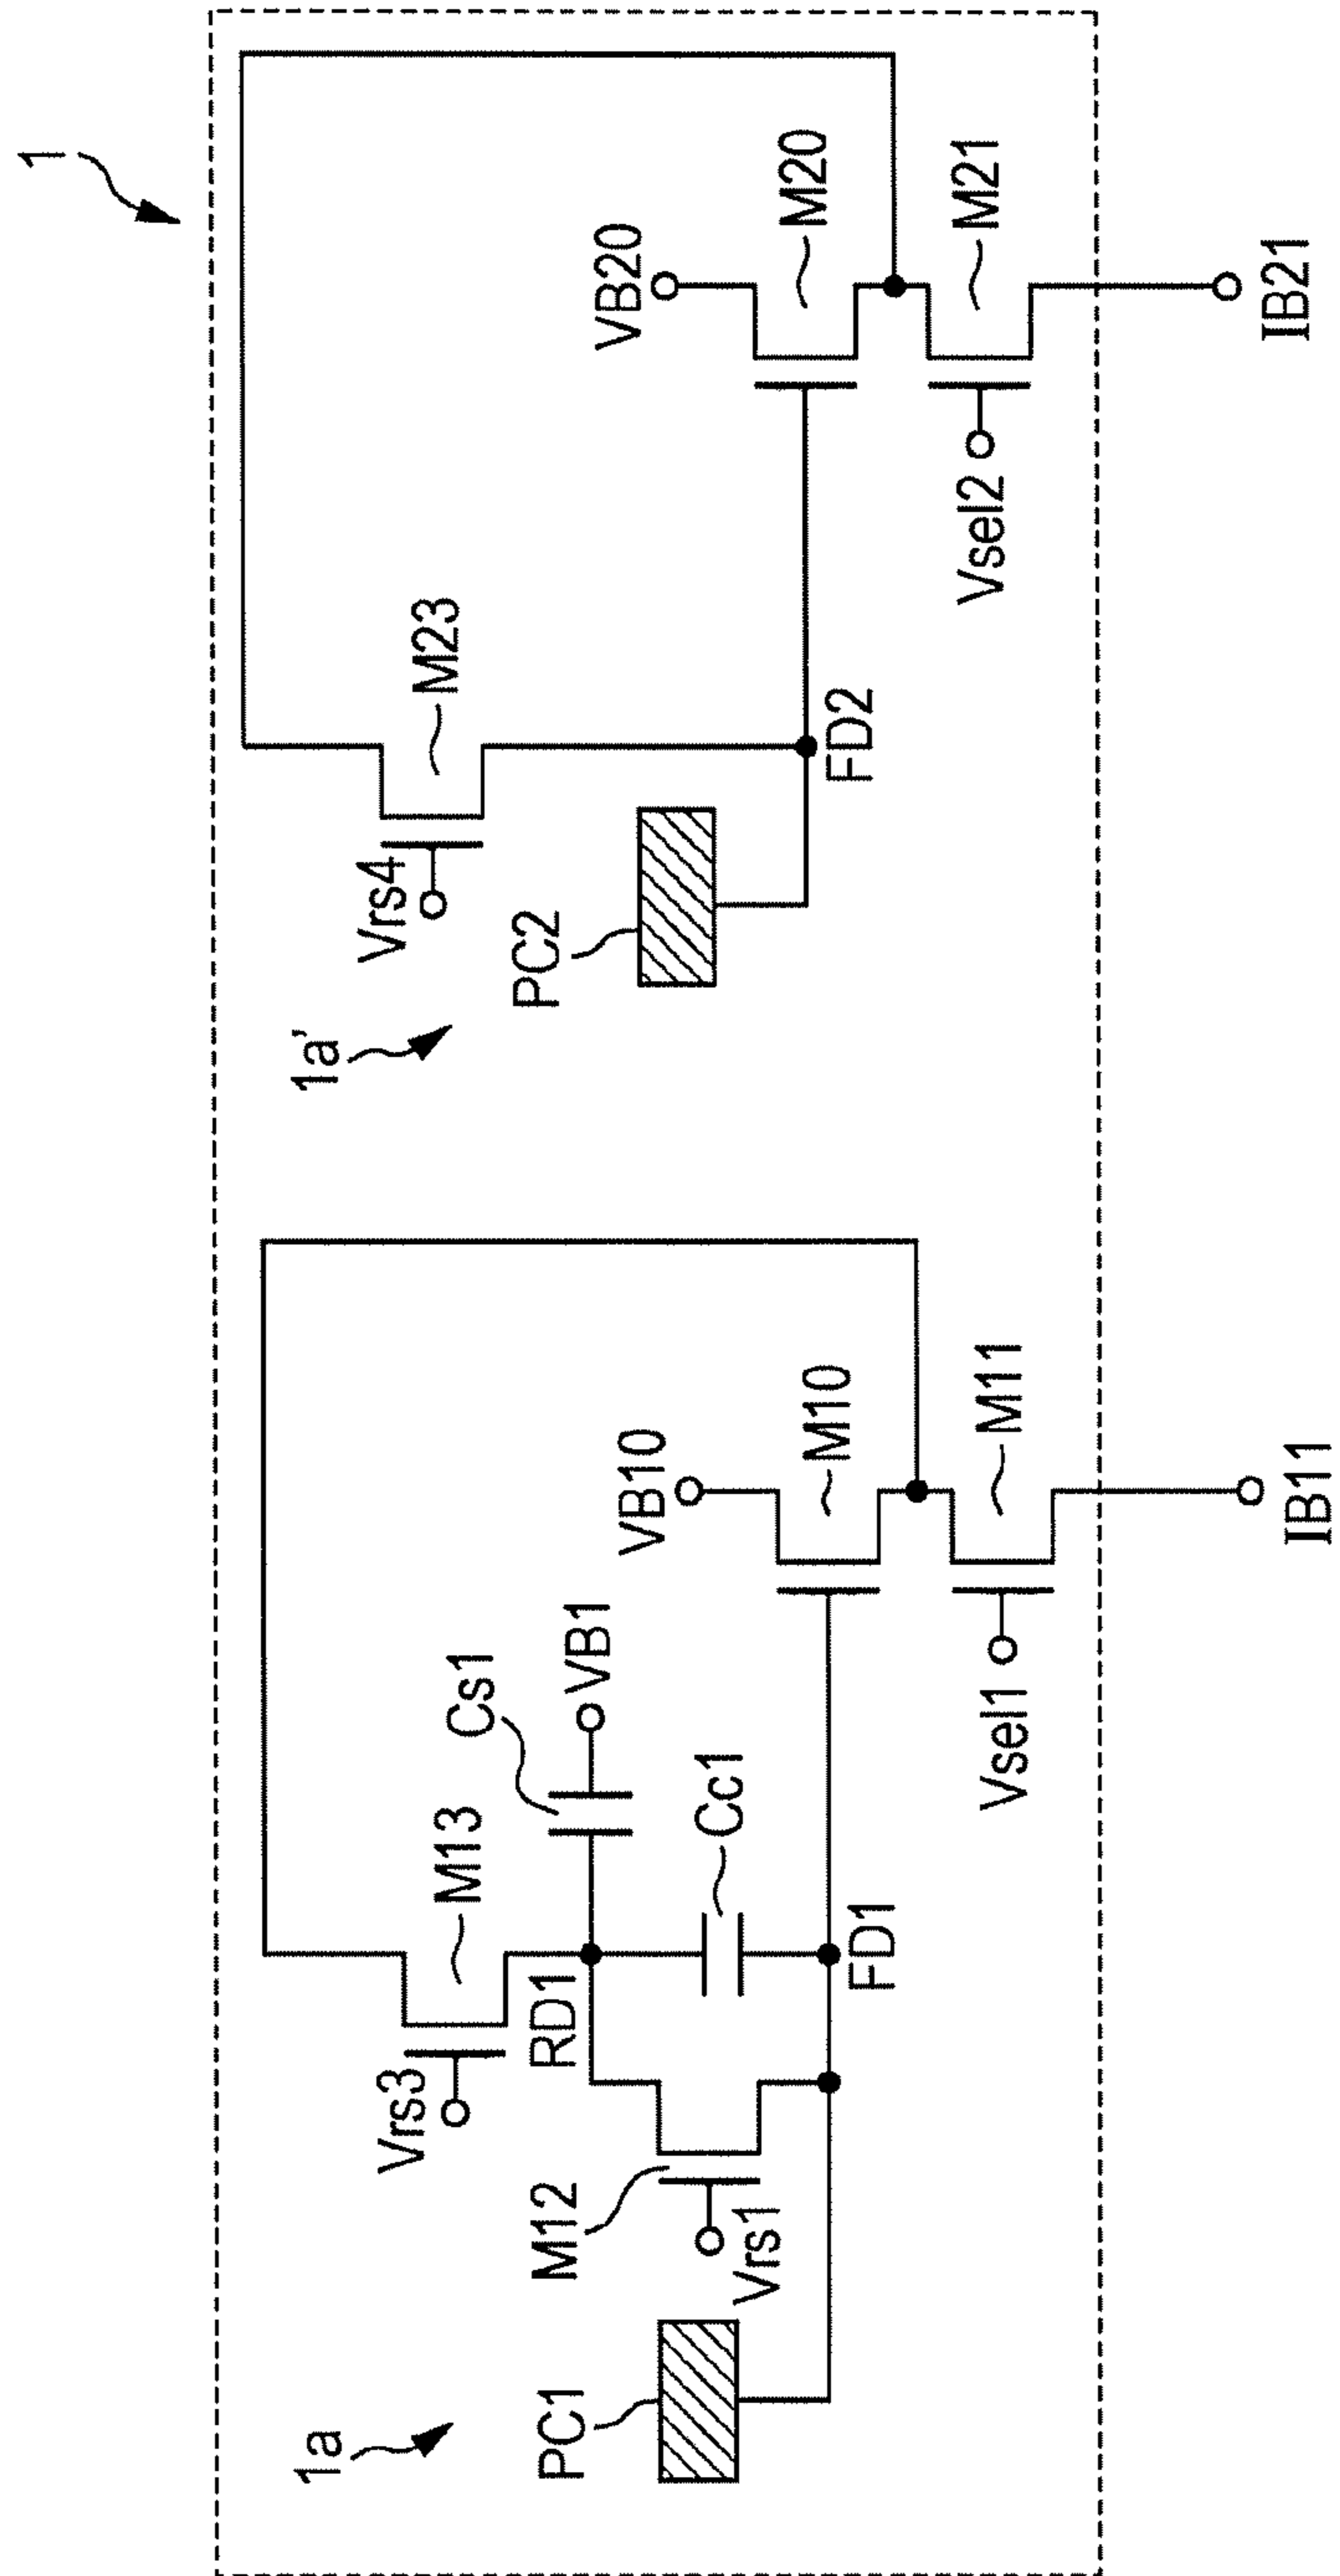 1
1a
PC1
M12
Vrs1
Vrs3
M13
RD1
Cs1
VB1
Cc1
FD1
VB10
M10
M11
Vsel1
IB11
1a'
PC2
Vrs4
M23
FD2
VB20
M20
M21
Vsel2
IB21